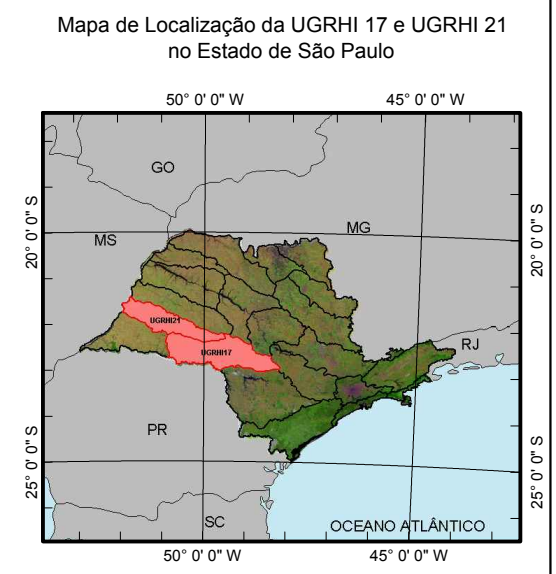 Mapa de Localização da UGRHI 17 e UGRHI 21
no Estado de São Paulo
50° 0' 0" W
45° 0' 0" W
GO
MG
MS
20° 0' 0" S
20° 0' 0" S
UGRHI21
UGRHI17
RJ
PR
25° 0' 0" S
25° 0' 0" S
SC
OCEANO ATLÂNTICO
50° 0' 0" W
45° 0' 0" W